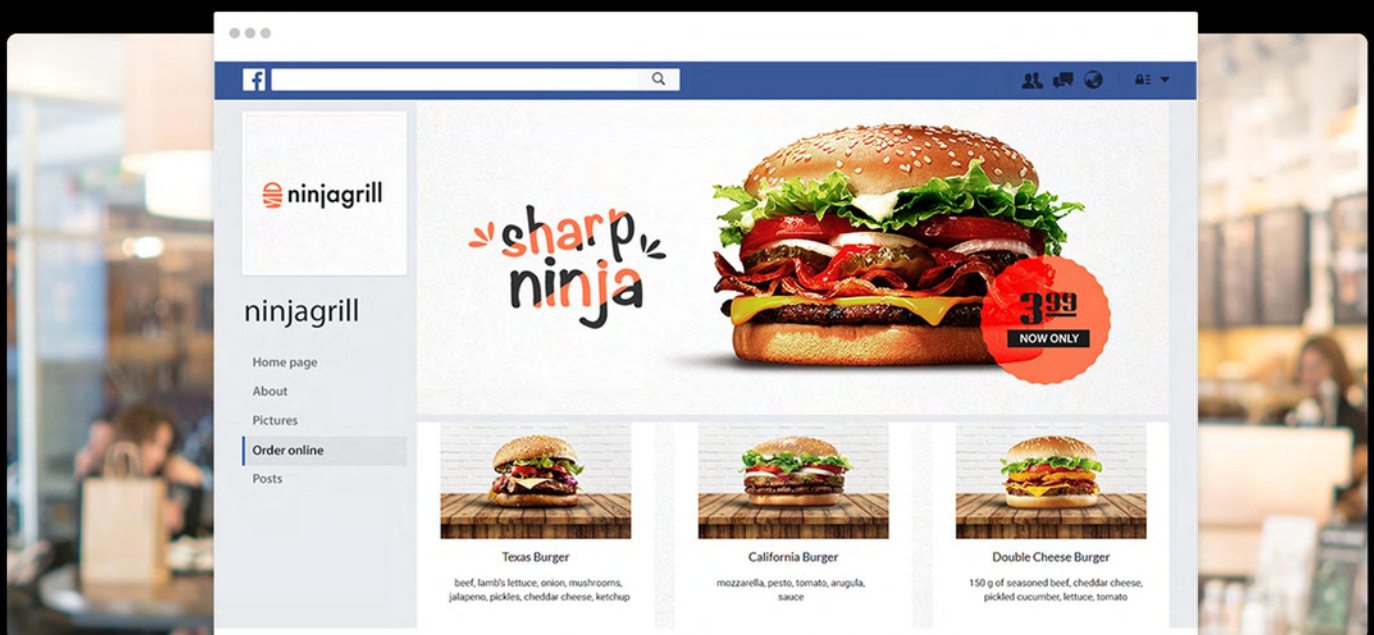 f
ninjagrill
sharp
ninja
3 99
NOW ONLY
ninjagrill
Home page
About
Pictures
Order online
Posts
Texas Burger
beef, lamb's lettuce, onion, mushrooms,
jalapeno, pickles, cheddar cheese, ketchup
California Burger
mozzarella, pesto, tomato, arugula,
sauce
Double Cheese Burger
150 g of seasoned beef, cheddar cheese,
pickled cucumber, lettuce, tomato